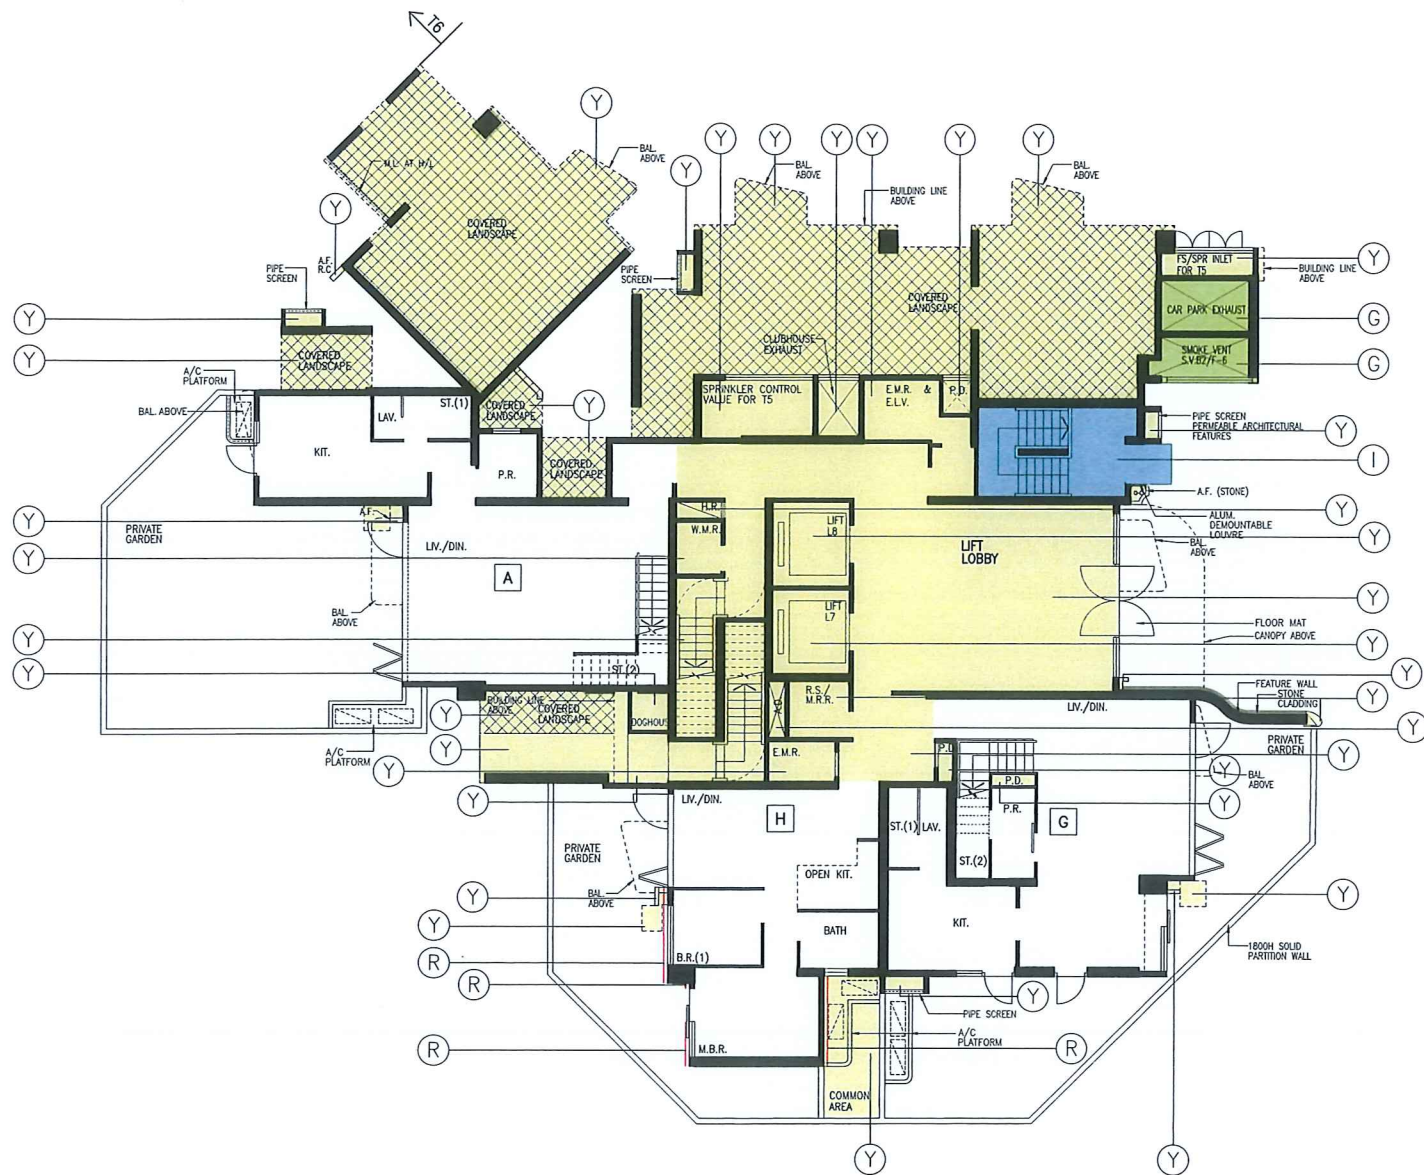 T6
Y
Y
Y
Y
Y
Y
Y
BAL.
ABOVE
BAL.
ABOVE
BAL.
ABOVE
BUILDING LINE
ABOVE
M.L. AT H/L
Y
Y
COVERED
LANDSCAPE
A.F.
R.C
PIPE
SCREEN
PIPE
SCREEN
FS/SPR INLET
FOR T5
Y
BUILDING LINE
ABOVE
COVERED
LANDSCAPE
CAR PARK EXHAUST
G
Y
Y
COVERED
LANDSCAPE
CLUBHOUSE
EXHAUST
SMOKE VENT
S.V.B2/F-6
G
A/C
PLATFORM
BAL. ABOVE
ST.(1)
LAV.
KIT.
COVERED
LANDSCAPE
Y
SPRINKLER CONTROL
VALUE FOR T5
E.M.R. &
E.L.V.
P.D.
PIPE SCREEN
PERMEABLE ARCHITECTURAL
FEATURES
Y
P.R.
COVERED
LANDSCAPE
Y
I
A.F. (STONE)
ALUM.
DEMOUNTABLE
LOUVRE
Y
A.F.
PRIVATE
GARDEN
LIV./DIN.
H.R.
W.M.R.
LIFT
L8
LIFT
LOBBY
BAL.
ABOVE
Y
Y
Y
A
BAL.
ABOVE
LIFT
L7
Y
FLOOR MAT
CANOPY ABOVE
Y
Y
Y
ST.(2)
Y
FEATURE WALL
STONE
CLADDING
Y
BUILDING LINE
ABOVE
COVERED
LANDSCAPE
DOGHOUSE
R.S./
M.R.R.
A.D.
LIV./DIN.
PRIVATE
GARDEN
Y
Y
Y
A/C
PLATFORM
Y
E.M.R.
P.D.
Y
Y
BAL.
ABOVE
P.D.
Y
Y
LIV./DIN.
H
ST.(1)
LAV.
P.R.
G
PRIVATE
GARDEN
ST.(2)
OPEN KIT.
BAL.
ABOVE
Y
Y
Y
BATH
KIT.
1800H SOLID
PARTITION WALL
B.R.(1)
R
R
Y
PIPE SCREEN
A/C
PLATFORM
R
M.B.R.
R
COMMON
AREA
Y
Y